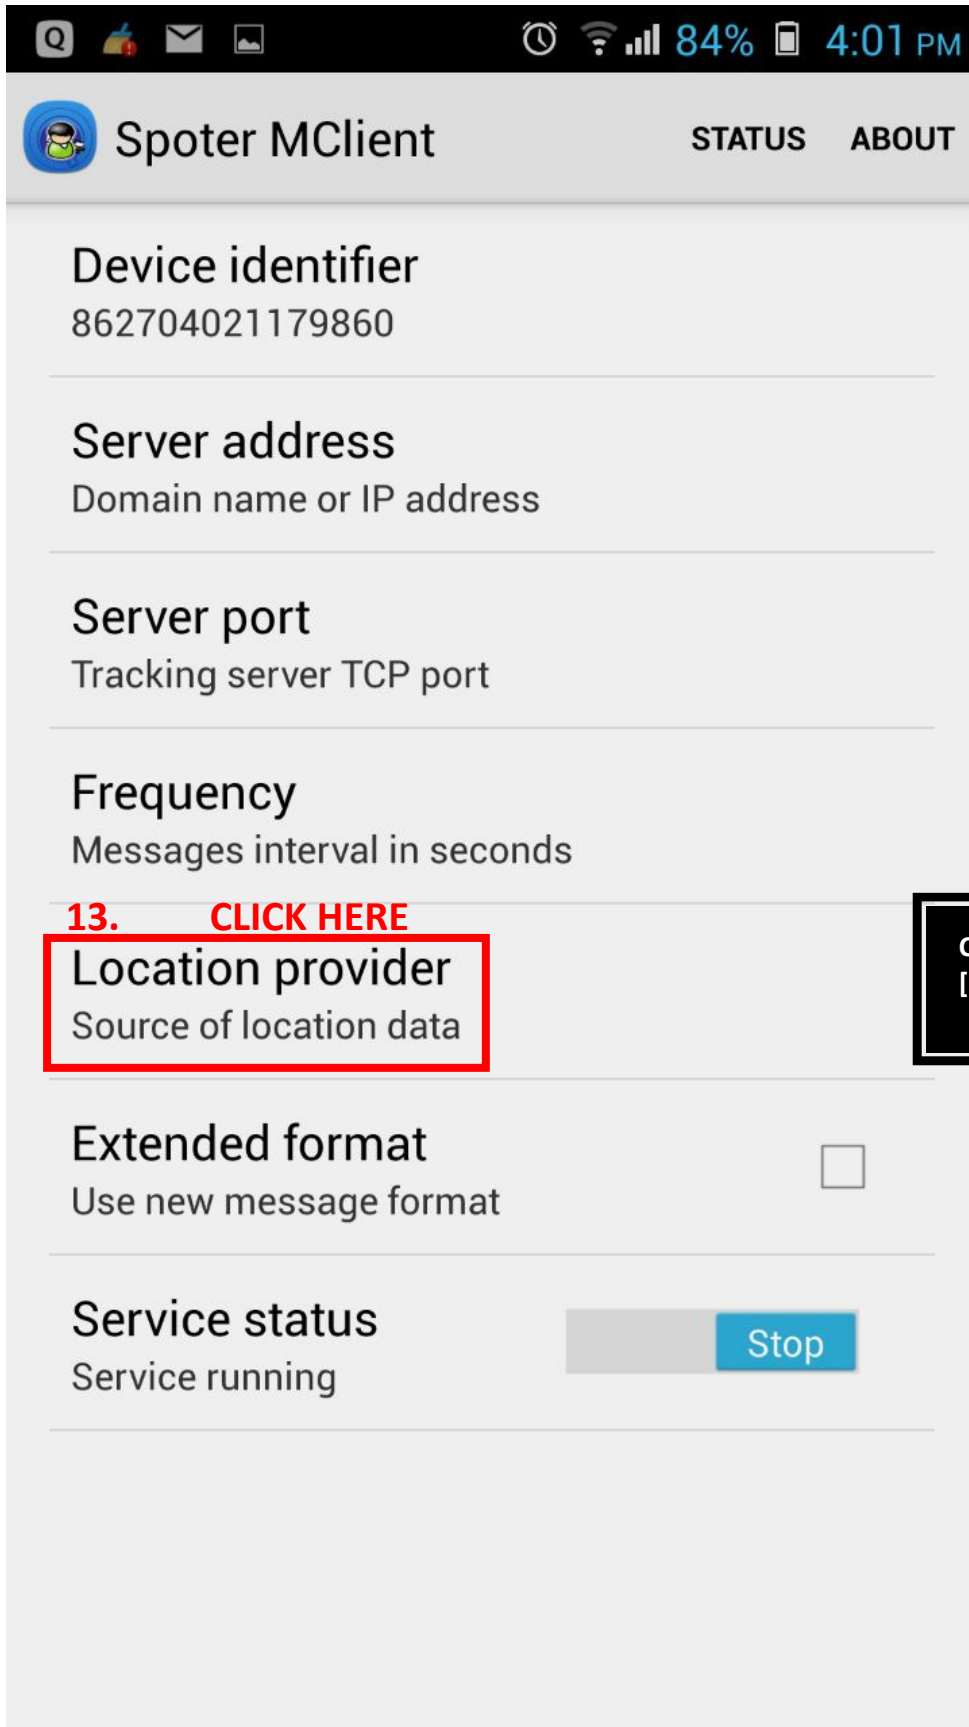 Q 84% 4:01 PM
Spoter MClient STATUS ABOUT
Device identifier
862704021179860
Server address
Domain name or IP address
Server port
Tracking server TCP port
Frequency
Messages interval in seconds
13. CLICK HERE
Location provider
Source of location data
Extended format
Use new message format
Service status
Stop
Service running